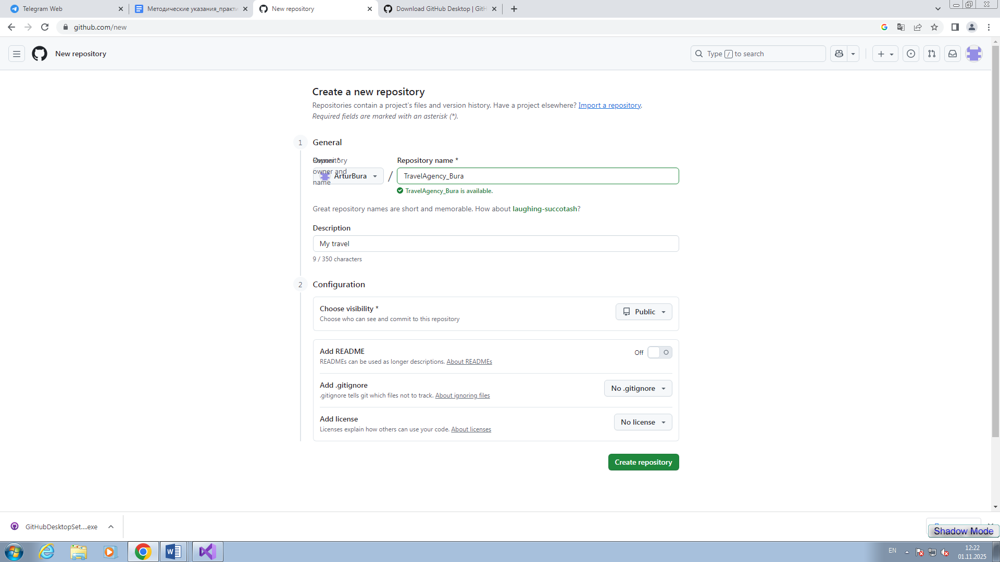 Telegram Web
Методические указания_практи
New repository
Download GitHub Desktop | GitH
github.com/new
New repository
Type / to search
Create a new repository
Repositories contain a project's files and version history. Have a project elsewhere? Import a repository.
Required fields are marked with an asterisk (*).
1 General
Owner *
Repository owner and name
ArturBura
/
Repository name *
TravelAgency_Bura
TravelAgency_Bura is available.
Great repository names are short and memorable. How about laughing-succotash?
Description
My travel
9 / 350 characters
2 Configuration
Choose visibility *
Choose who can see and commit to this repository
Public
Add README
READMEs can be used as longer descriptions. About READMEs
Off
Add .gitignore
.gitignore tells git which files not to track. About ignoring files
No .gitignore
Add license
Licenses explain how others can use your code. About licenses
No license
Create repository
GitHubDesktopSet....exe
Shadow Mode
EN
12:22
01.11.2025